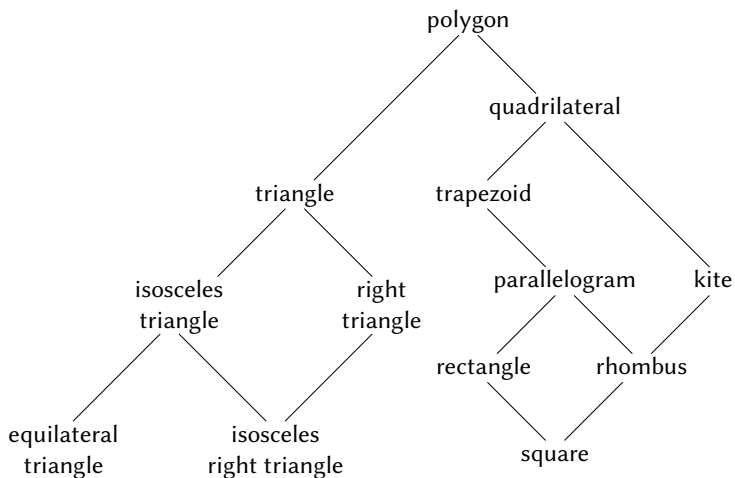 polygon
quadrilateral
triangle
trapezoid
isosceles
triangle
right
triangle
parallelogram
kite
rectangle
rhombus
equilateral
triangle
isosceles
right triangle
square